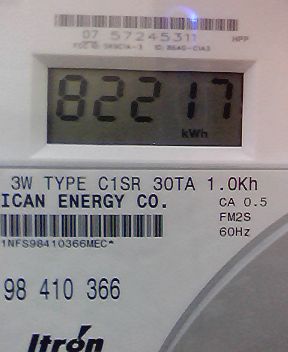 07 57245311 HPP
82217
kWh
3W TYPE C1SR 30TA 1.0Kh
ICAN ENERGY CO. CA 0.5
FM2S
1NFS98410366MEC* 60Hz
98 410 366
Itron